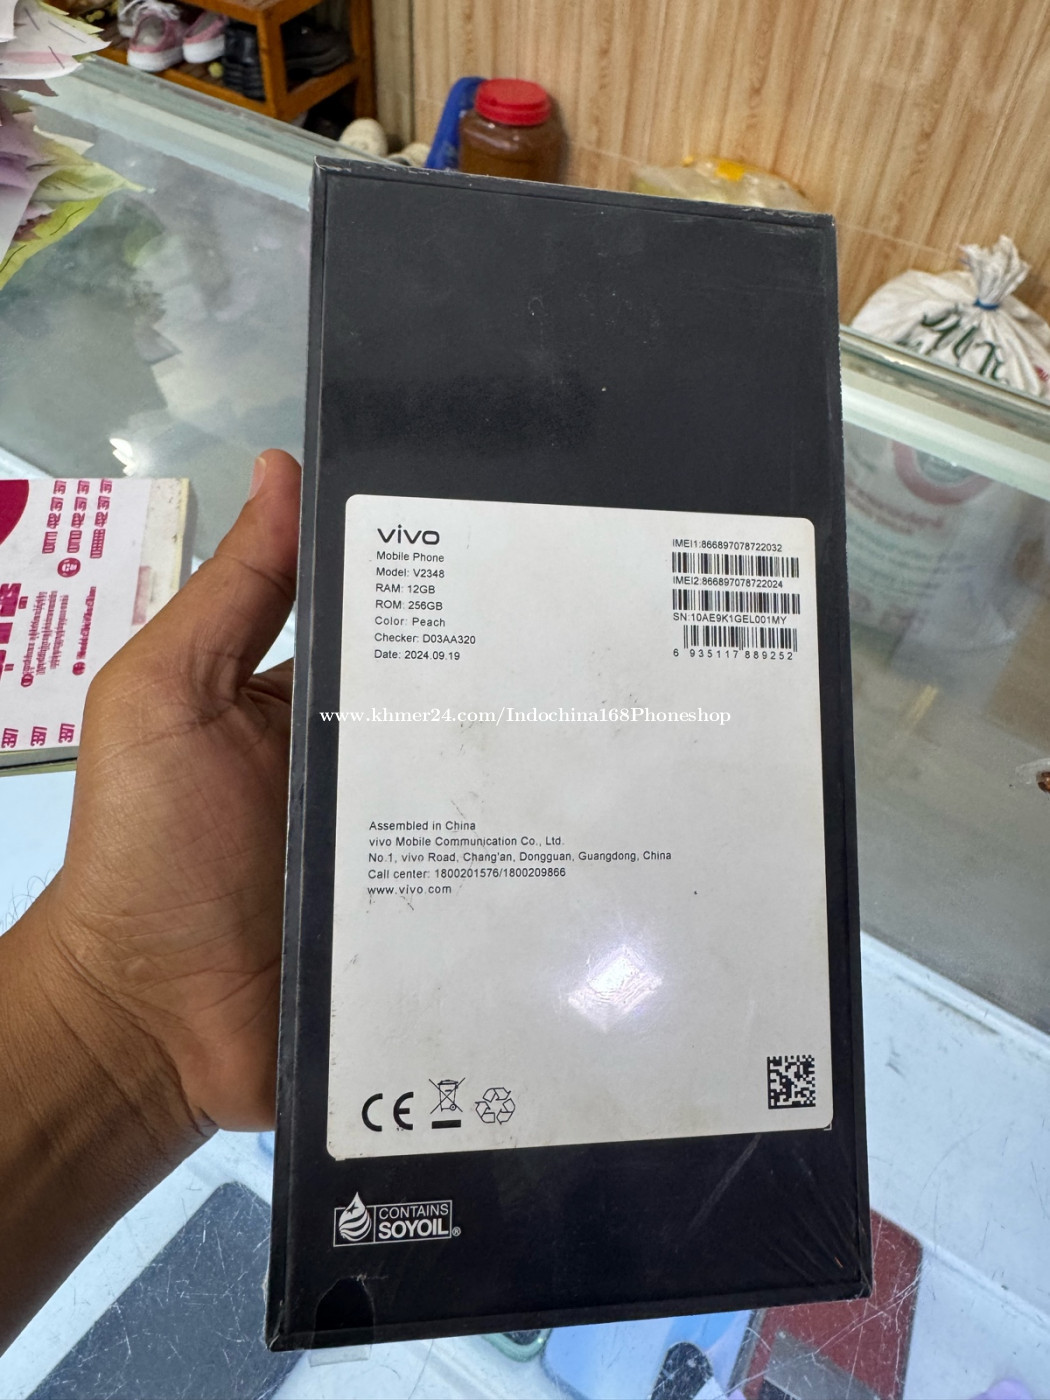 vivo
Mobile Phone
Model: V2348
RAM: 12GB
ROM: 256GB
Color: Peach
Checker: D03AA320
Date: 2024.09.19
IMEI1:866897078722032
IMEI2:866897078722024
SN:10AE9K1GEL001MY
6 935117 889252
www.khmer24.com/Indochina168Phoneshop
Assembled in China
vivo Mobile Communication Co., Ltd.
No.1, vivo Road, Chang'an, Dongguan, Guangdong, China
Call center: 1800201576/1800209866
www.vivo.com
CE
CONTAINS
SOYOIL®